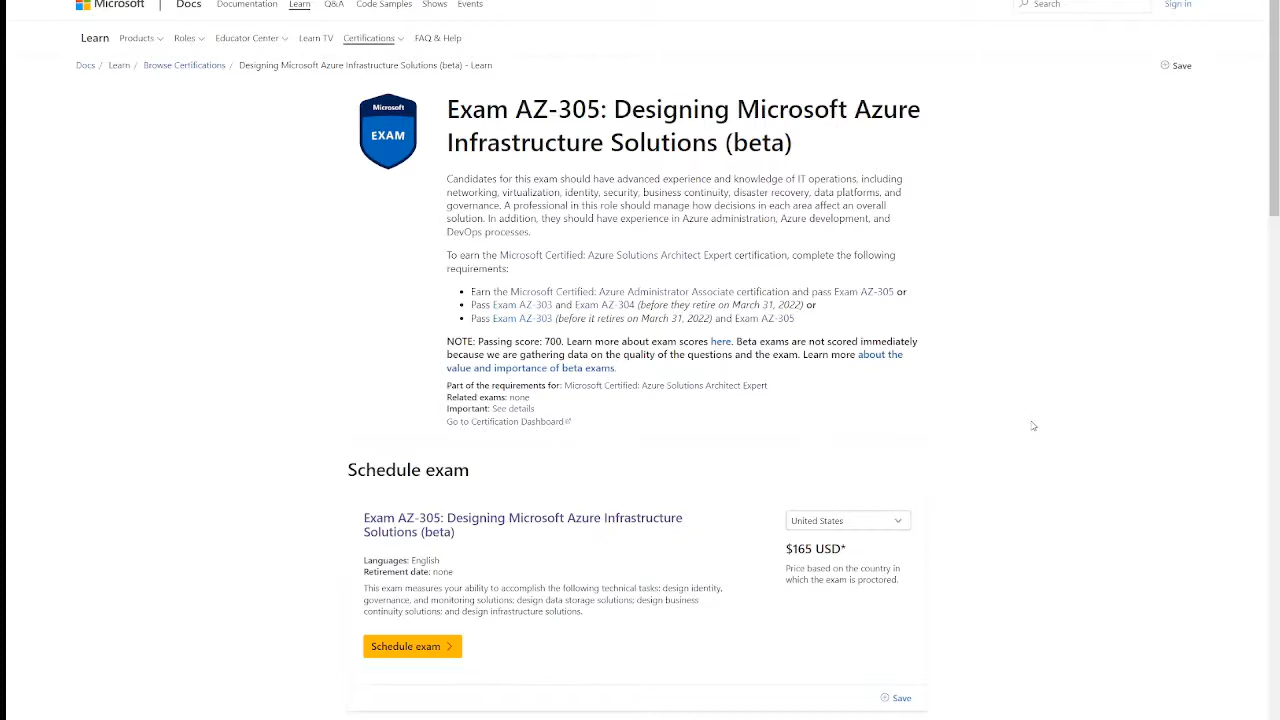 Microsoft | Docs Documentation Learn Q&A Code Samples Shows Events Search Sign in
Learn Products Roles Educator Center Learn TV Certifications FAQ & Help
Docs / Learn / Browse Certifications / Designing Microsoft Azure Infrastructure Solutions (beta) - Learn
Save
Microsoft
EXAM
Exam AZ-305: Designing Microsoft Azure
Infrastructure Solutions (beta)
Candidates for this exam should have advanced experience and knowledge of IT operations, including
networking, virtualization, identity, security, business continuity, disaster recovery, data platforms, and
governance. A professional in this role should manage how decisions in each area affect an overall
solution. In addition, they should have experience in Azure administration, Azure development, and
DevOps processes.
To earn the Microsoft Certified: Azure Solutions Architect Expert certification, complete the following
requirements:
• Earn the Microsoft Certified: Azure Administrator Associate certification and pass Exam AZ-305 or
• Pass Exam AZ-303 and Exam AZ-304 (before they retire on March 31, 2022) or
• Pass Exam AZ-303 (before it retires on March 31, 2022) and Exam AZ-305
NOTE: Passing score: 700. Learn more about exam scores here. Beta exams are not scored immediately
because we are gathering data on the quality of the questions and the exam. Learn more about the
value and importance of beta exams.
Part of the requirements for: Microsoft Certified: Azure Solutions Architect Expert
Related exams: none
Important: See details
Go to Certification Dashboard
Schedule exam
Exam AZ-305: Designing Microsoft Azure Infrastructure
Solutions (beta)
Languages: English
Retirement date: none
This exam measures your ability to accomplish the following technical tasks: design identity,
governance, and monitoring solutions; design data storage solutions; design business
continuity solutions; and design infrastructure solutions.
Schedule exam
United States
$165 USD*
Price based on the country in
which the exam is proctored.
Save